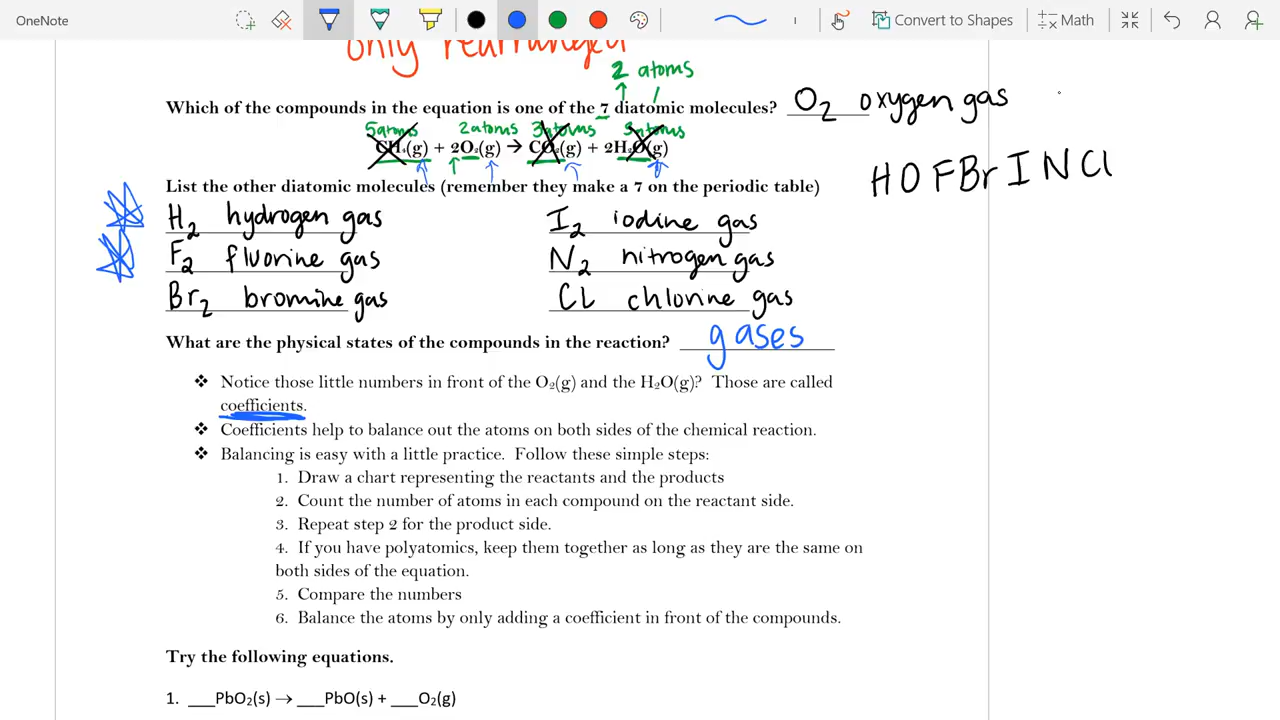 OneNote
Convert to Shapes
Math
only rearranged
2 atoms
Which of the compounds in the equation is one of the 7 diatomic molecules? O₂ oxygen gas
5 atoms 2 atoms 3 atoms 3 atoms
CH₄(g) + 2O₂(g) → CO₂(g) + 2H₂O(g)
HOFBrINCl
List the other diatomic molecules (remember they make a 7 on the periodic table)
H₂ hydrogen gas I₂ iodine gas
F₂ fluorine gas N₂ nitrogen gas
Br₂ bromine gas Cl chlorine gas
What are the physical states of the compounds in the reaction? gases
❖ Notice those little numbers in front of the O₂(g) and the H₂O(g)? Those are called
coefficients.
❖ Coefficients help to balance out the atoms on both sides of the chemical reaction.
❖ Balancing is easy with a little practice. Follow these simple steps:
1. Draw a chart representing the reactants and the products
2. Count the number of atoms in each compound on the reactant side.
3. Repeat step 2 for the product side.
4. If you have polyatomics, keep them together as long as they are the same on
both sides of the equation.
5. Compare the numbers
6. Balance the atoms by only adding a coefficient in front of the compounds.
Try the following equations.
1. ___PbO₂(s) → ___PbO(s) + ___O₂(g)